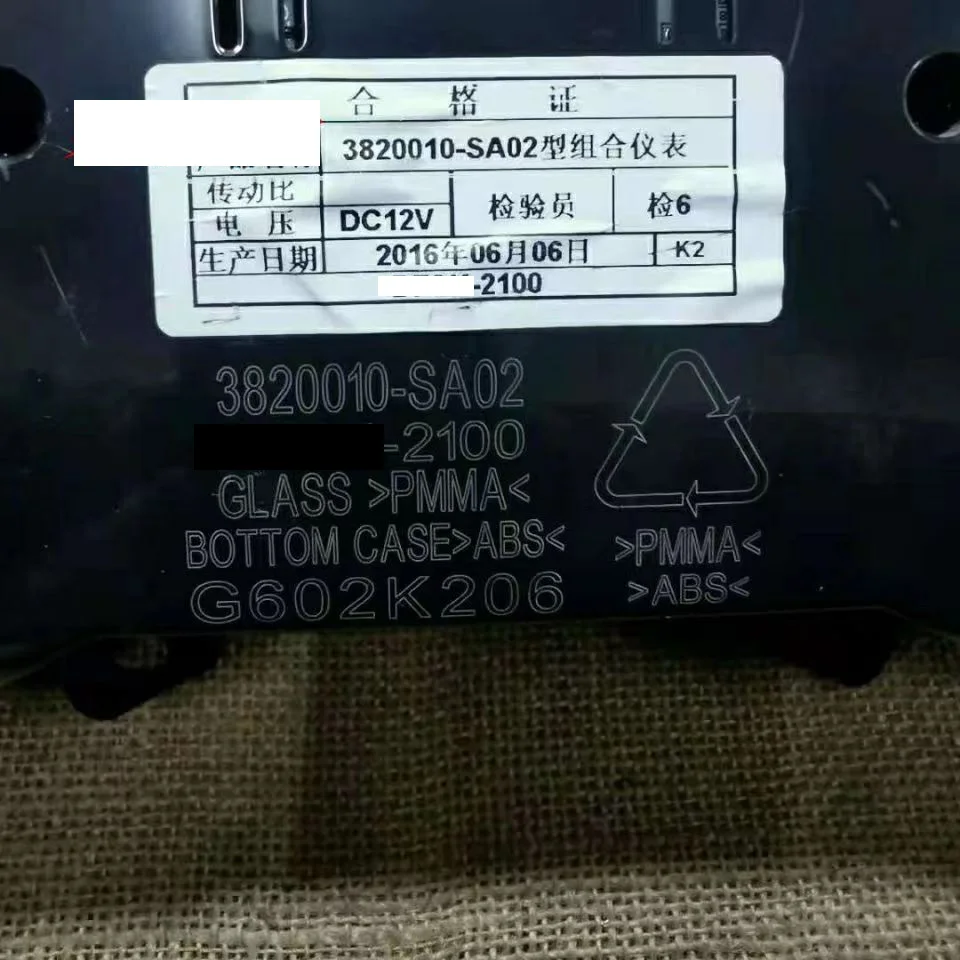 合 格 证
3820010-SA02型组合仪表
传动比
电 压 DC12V 检验员 检6
生产日期 2016年06月06日 K2
-2100
3820010-SA02
-2100
GLASS >PMMA<
BOTTOM CASE>ABS<
G602K206
>PMMA<
>ABS<